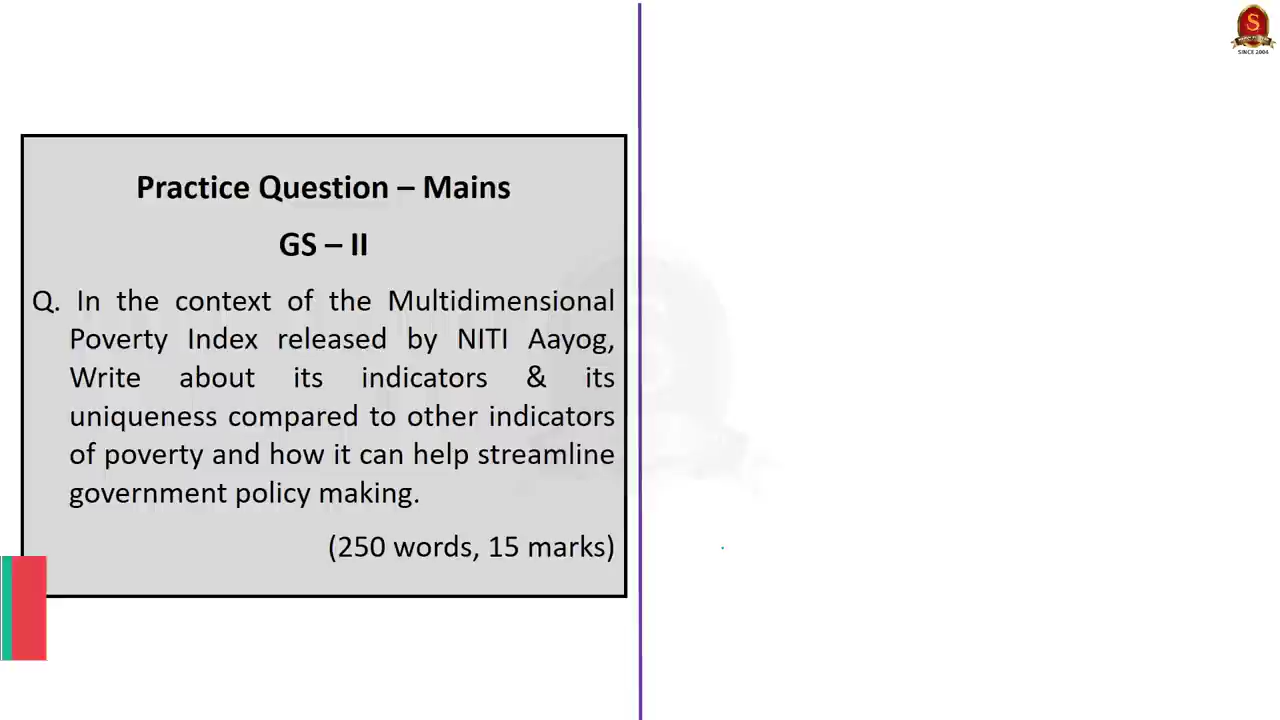 S
SINCE 2004
Practice Question – Mains
GS – II
Q. In the context of the Multidimensional
Poverty Index released by NITI Aayog,
Write about its indicators & its
uniqueness compared to other indicators
of poverty and how it can help streamline
government policy making.
(250 words, 15 marks)